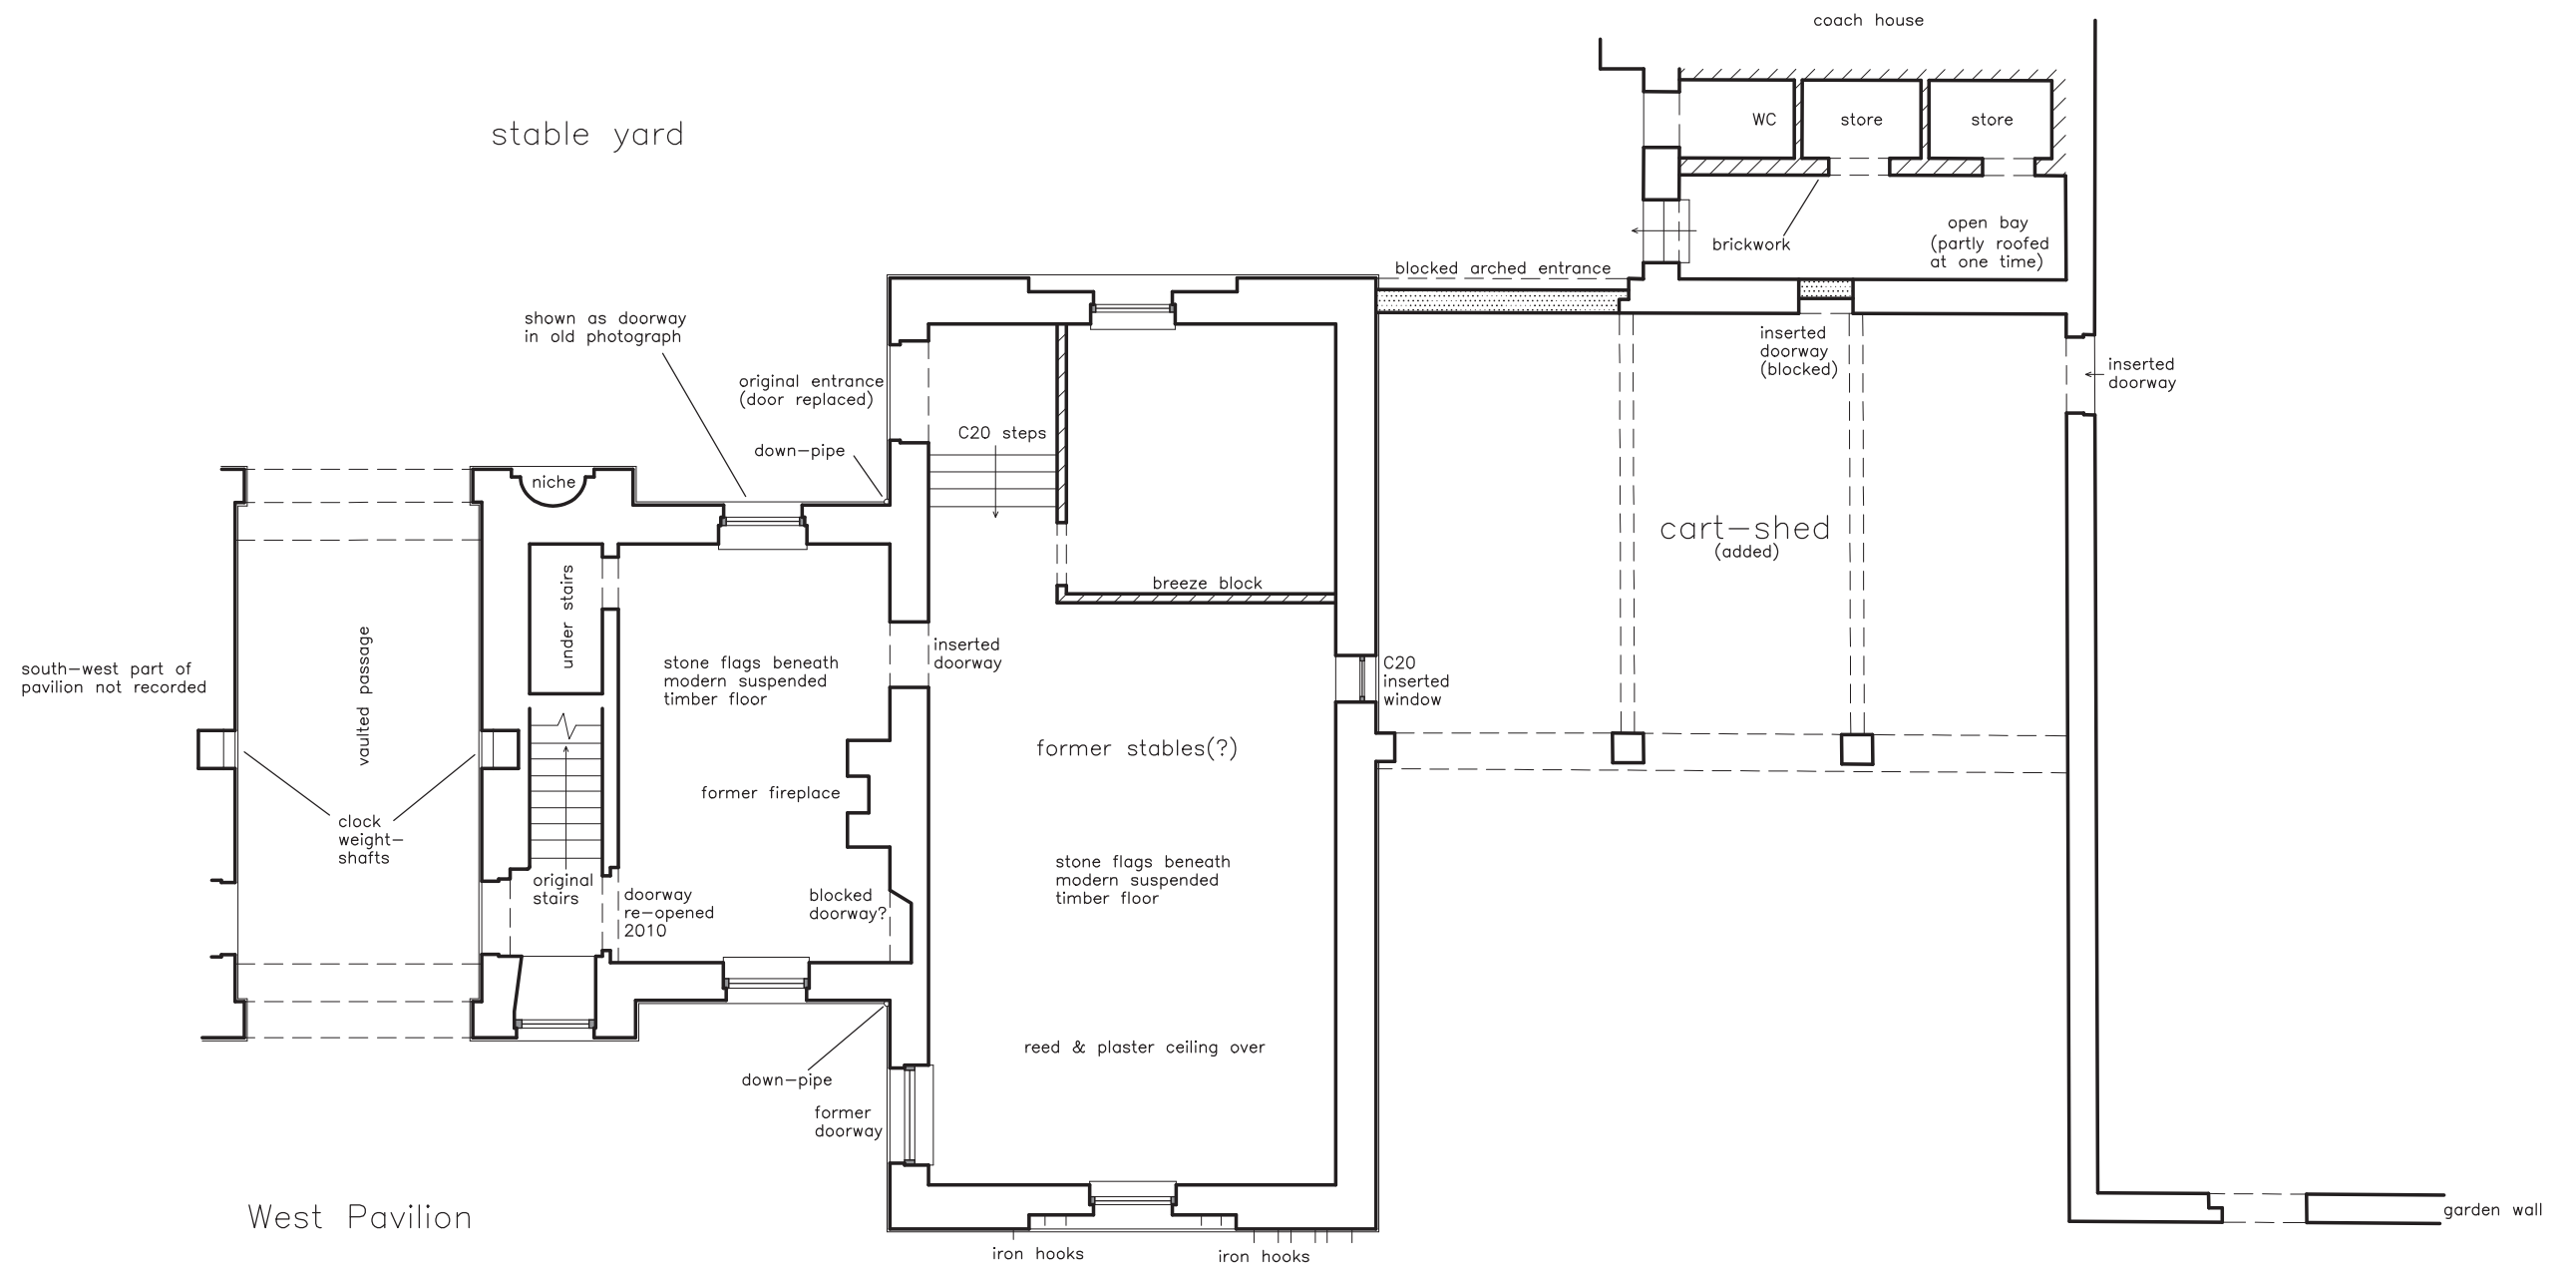 coach house
stable yard
WC
store
store
brickwork
open bay
(partly roofed
at one time)
blocked arched entrance
shown as doorway
in old photograph
inserted
doorway
(blocked)
inserted
doorway
original entrance
(door replaced)
C20 steps
down-pipe
niche
cart-shed
(added)
under stairs
breeze block
vaulted passage
south-west part of
pavilion not recorded
stone flags beneath
modern suspended
timber floor
inserted
doorway
C20
inserted
window
former stables(?)
former fireplace
clock
weight-
shafts
original
stairs
doorway
re-opened
2010
blocked
doorway?
stone flags beneath
modern suspended
timber floor
reed & plaster ceiling over
down-pipe
former
doorway
West Pavilion
garden wall
iron hooks
iron hooks